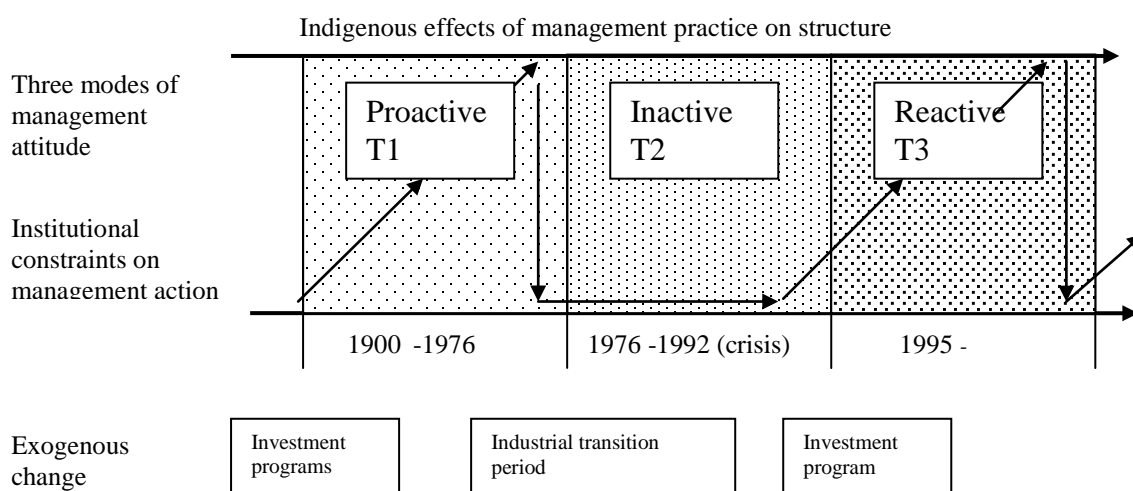 Indigenous effects of management practice on structure
Three modes of
management
attitude
Proactive
T1
Inactive
T2
Reactive
T3
Institutional
constraints on
management action
1900 -1976
1976 -1992 (crisis)
1995 -
Exogenous
change
Investment
programs
Industrial transition
period
Investment
program